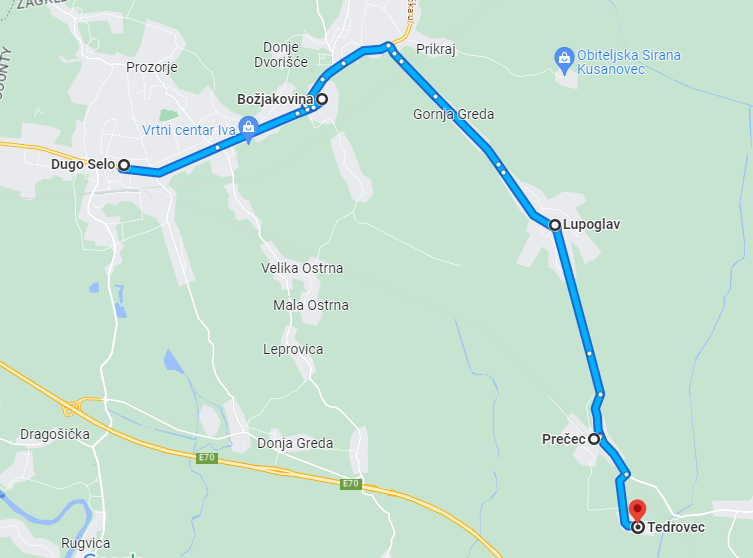 Donje
Dvorišće
Prikraj
Obiteljska Sirana
Kusanovec
Prozorje
Božjakovina
Gornja Greda
Vrtni centar Iva
Dugo Selo
Lupoglav
Velika Ostrna
Mala Ostrna
Leprovica
Dragošička
Prečec
Donja Greda
E70
E70
Tedrovec
Rugvica